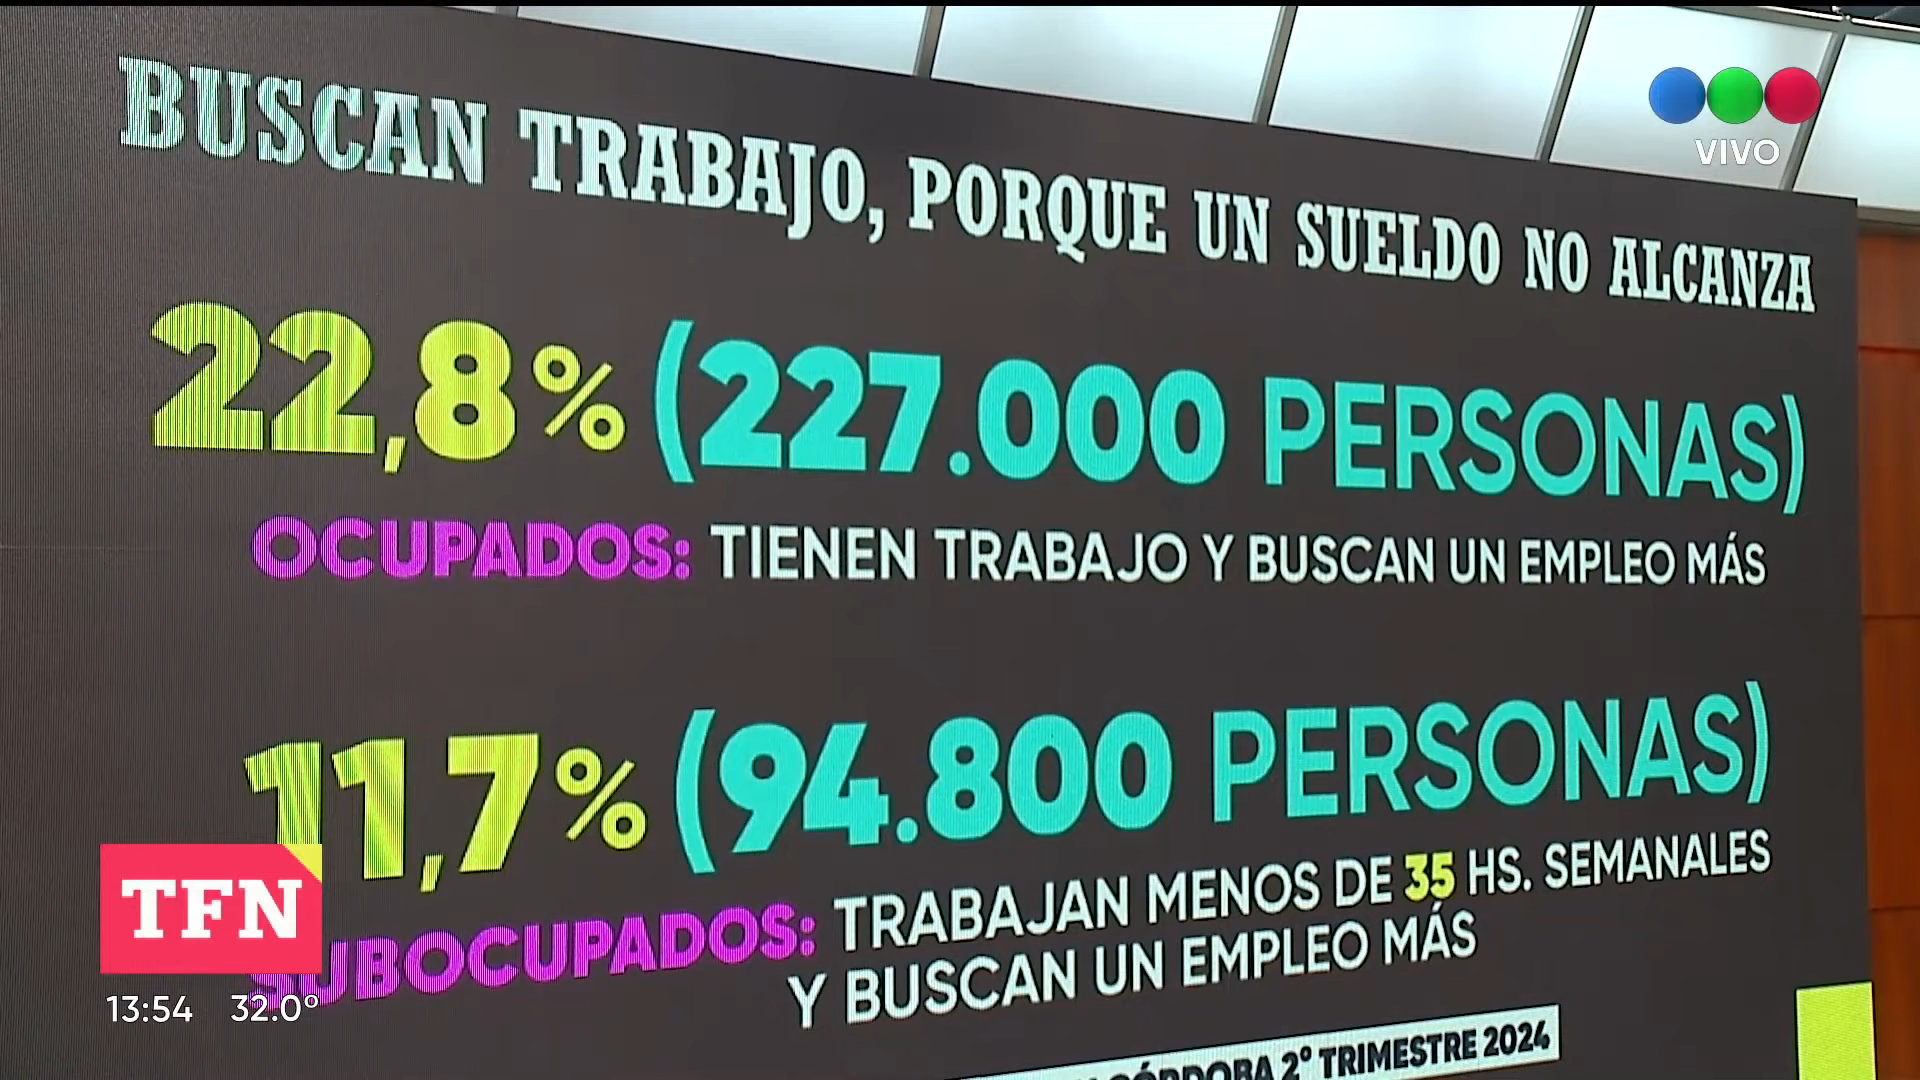 VIVO
BUSCAN TRABAJO, PORQUE UN SUELDO NO ALCANZA
22,8% (227.000 PERSONAS)
OCUPADOS: TIENEN TRABAJO Y BUSCAN UN EMPLEO MÁS
11,7% (94.800 PERSONAS)
SUBOCUPADOS: TRABAJAN MENOS DE 35 HS. SEMANALES
Y BUSCAN UN EMPLEO MÁS
CÓRDOBA 2° TRIMESTRE 2024
TFN
13:54 32.0°